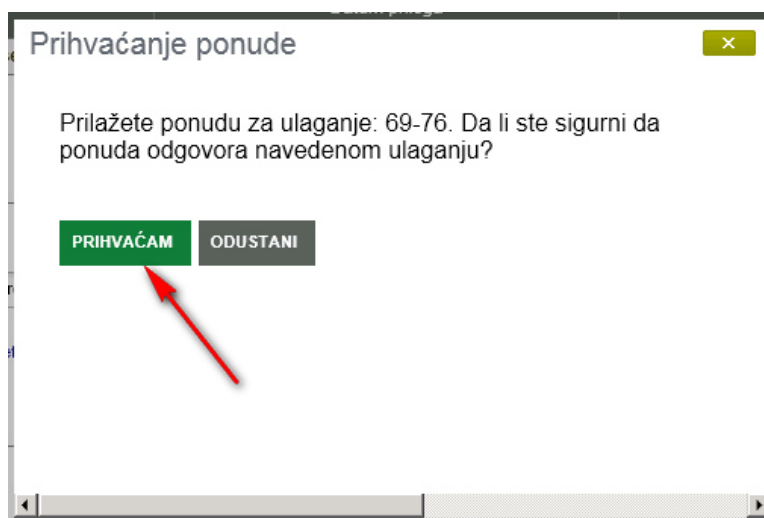 Prihvaćanje ponude
Prilažete ponudu za ulaganje: 69-76. Da li ste sigurni da
ponuda odgovora navedenom ulaganju?
PRIHVAĆAM ODUSTANI